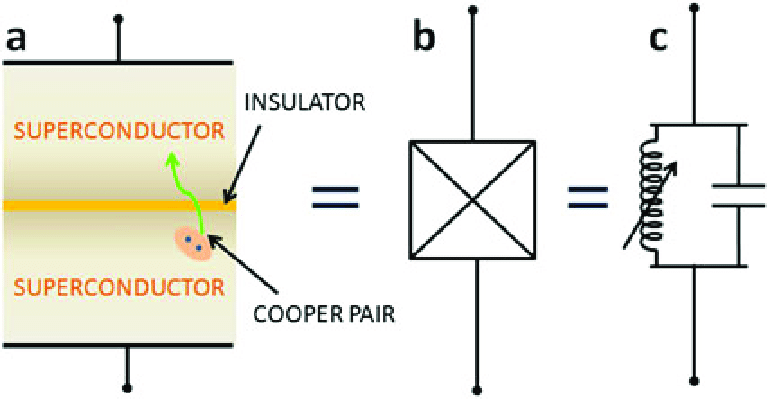 a
b
c
INSULATOR
SUPERCONDUCTOR
=
=
SUPERCONDUCTOR
COOPER PAIR